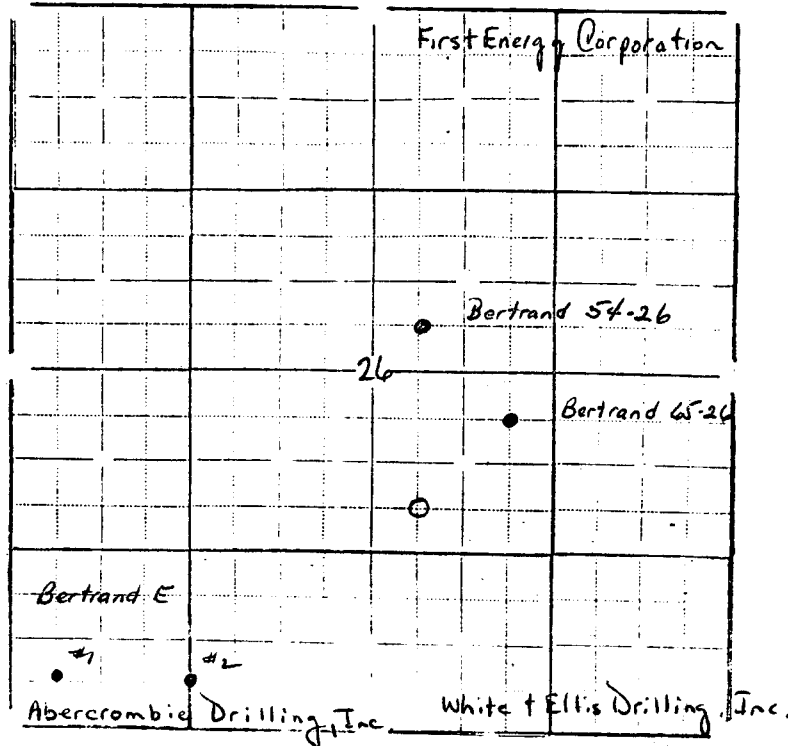 First Energy Corporation
Bertrand 54-26
26
Bertrand 65-26
Bertrand E
#1
#2
Abercrombie Drilling, Inc.
White + Ellis Drilling, Inc.